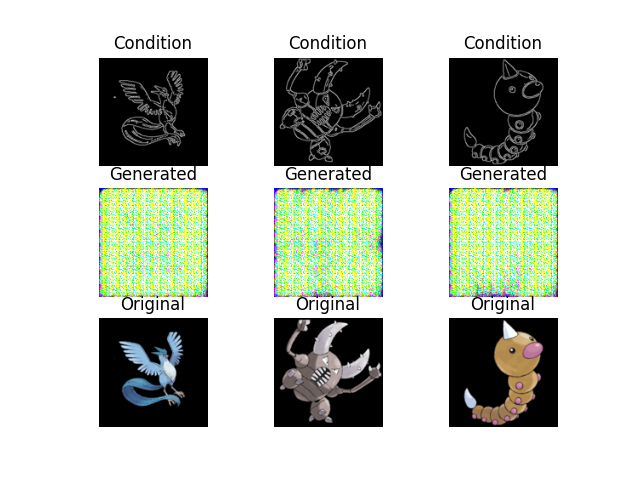 Condition Condition Condition
Generated Generated Generated
Original Original Original